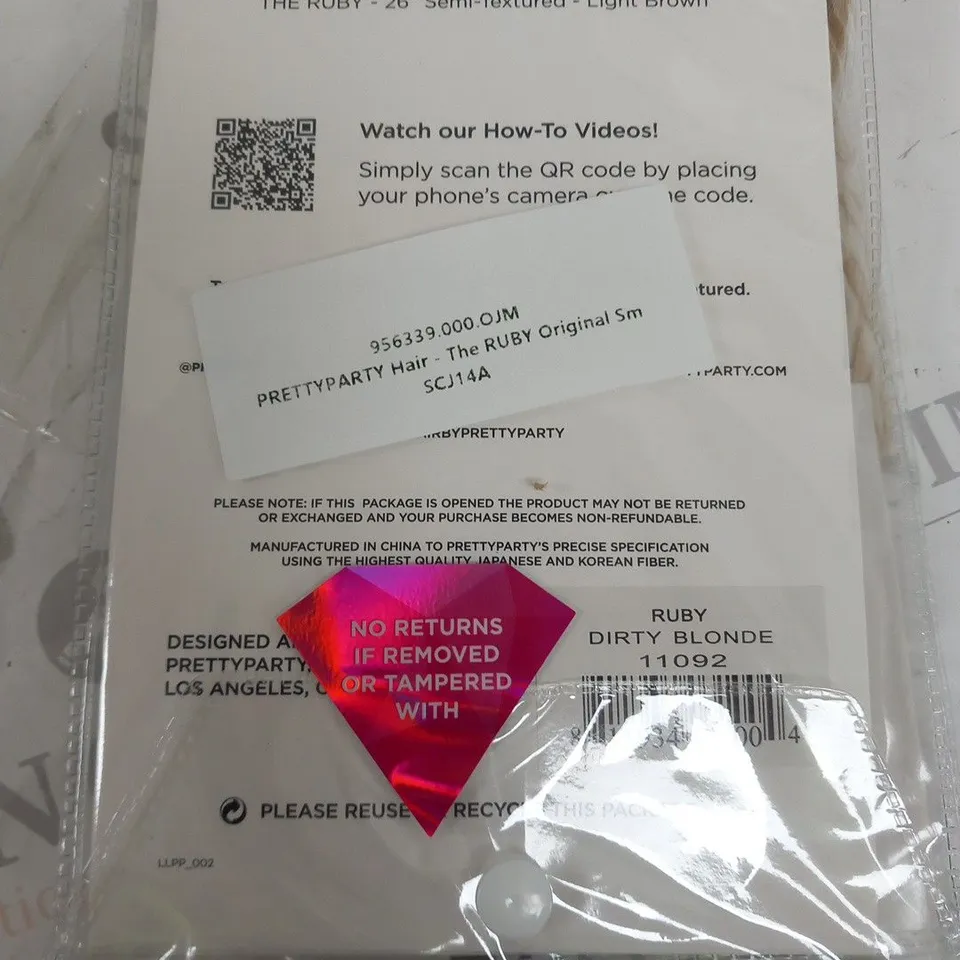 THE RUBY - 26" Semi-Textured - Light Brown
Watch our How-To Videos!
Simply scan the QR code by placing
your phone's camera code.
956339.000.OJM
PRETTYPARTY Hair - The RUBY Original Sm
SCJ14A
PLEASE NOTE: IF THIS PACKAGE IS OPENED THE PRODUCT MAY NOT BE RETURNED
OR EXCHANGED AND YOUR PURCHASE BECOMES NON-REFUNDABLE.
MANUFACTURED IN CHINA TO PRETTYPARTY'S PRECISE SPECIFICATION
USING THE HIGHEST QUALITY JAPANESE AND KOREAN FIBER.
NO RETURNS
IF REMOVED
OR TAMPERED
WITH
DESIGNED
PRETTYPARTY,
LOS ANGELES,
RUBY
DIRTY BLONDE
11092
PLEASE REUSE RECYC THIS PACK
LLPP_002